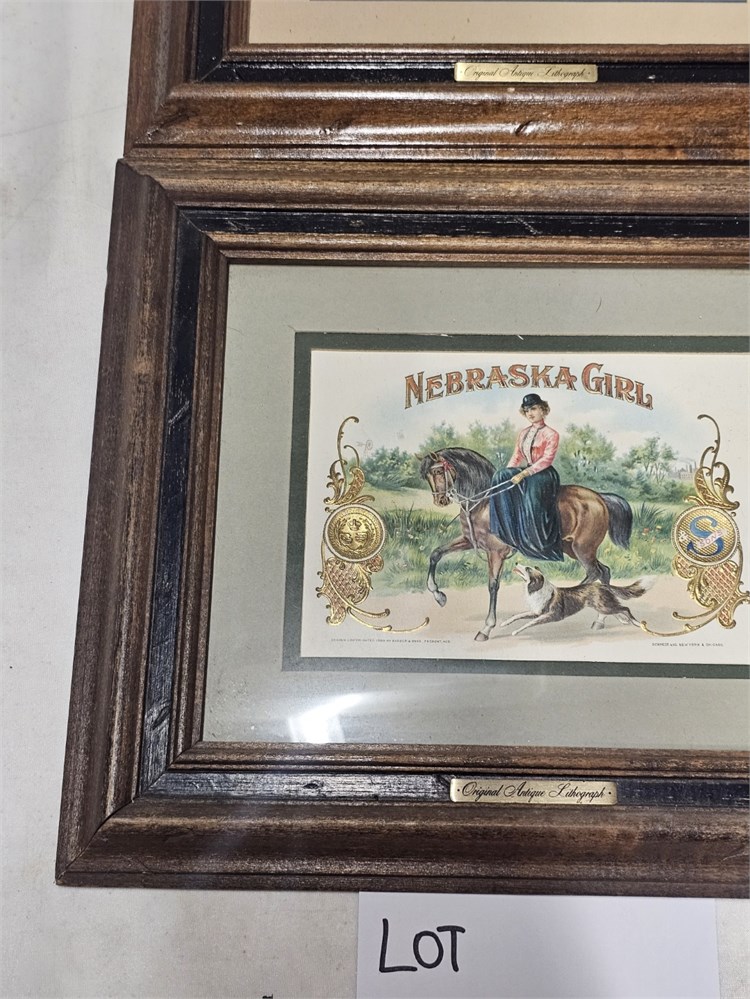 Original Antique Lithograph
NEBRASKA GIRL
S
· Original Antique Lithograph ·
LOT